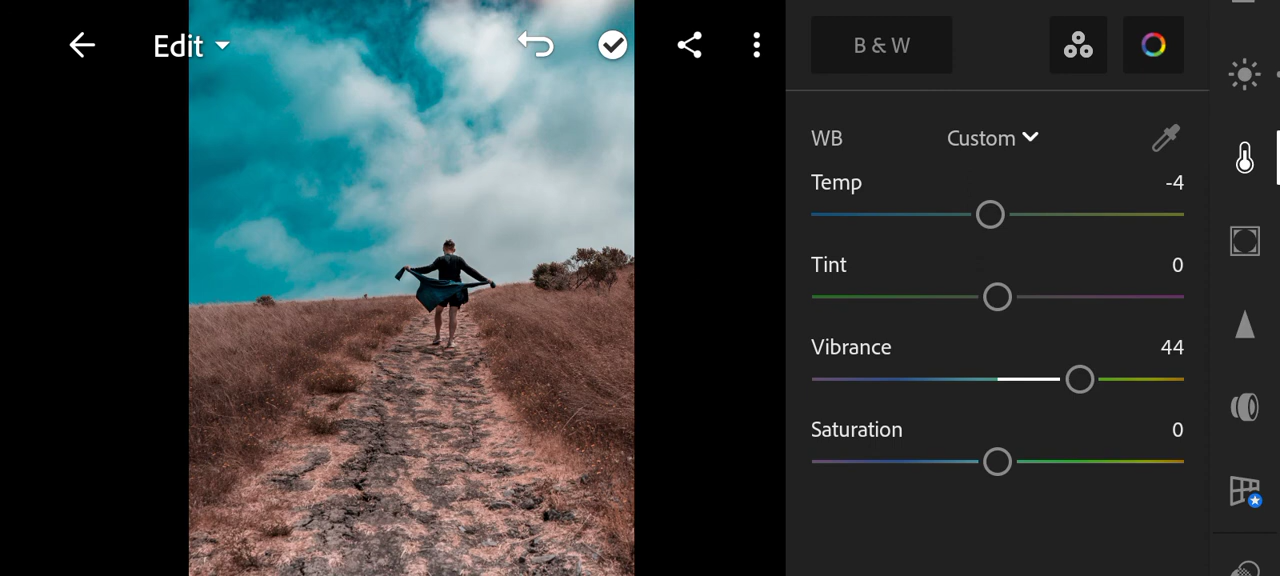 Edit
B & W
WB Custom
Temp -4
Tint 0
Vibrance 44
Saturation 0